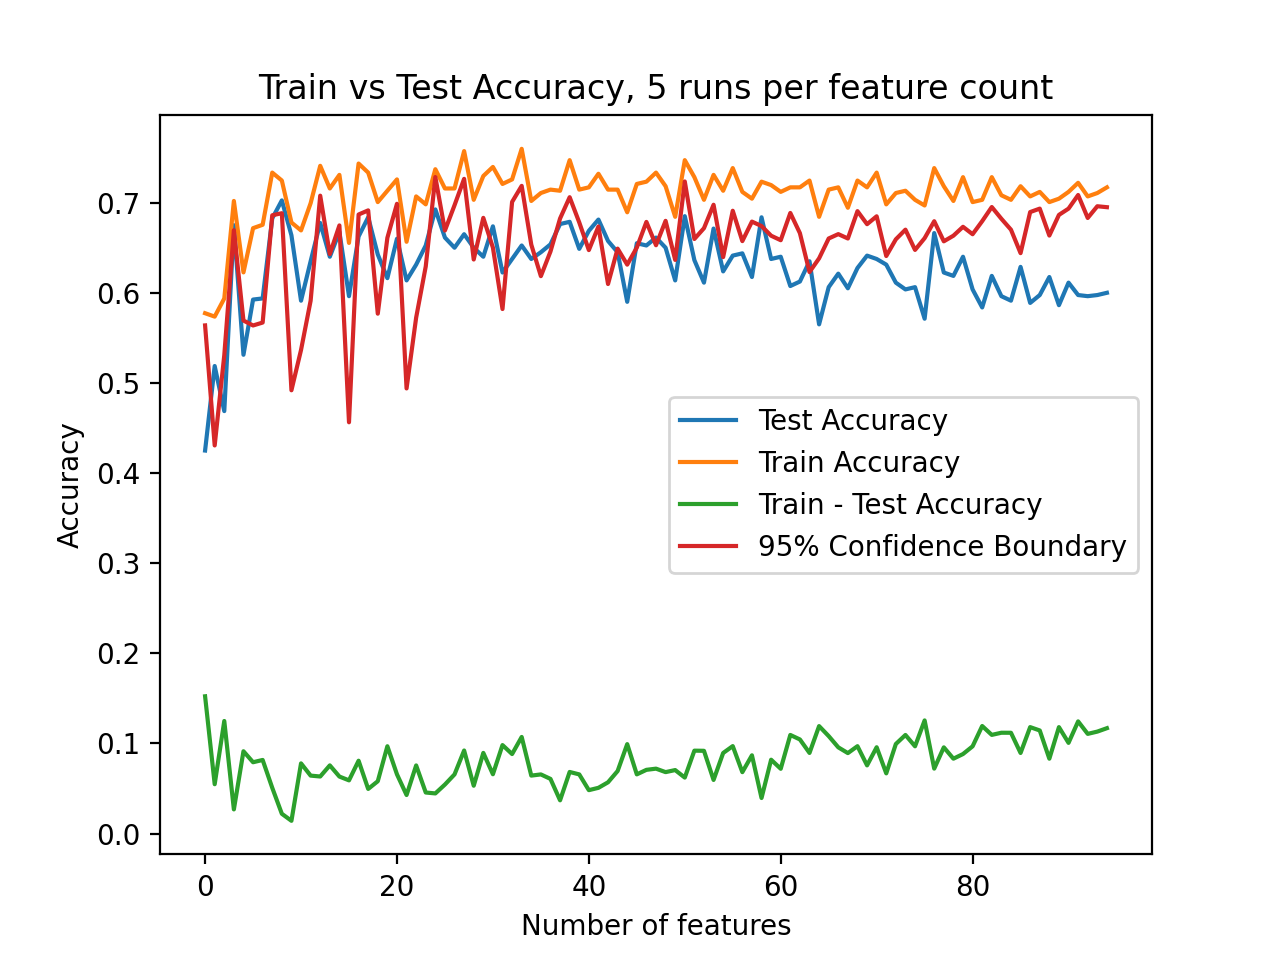 Train vs Test Accuracy, 5 runs per feature count
Accuracy
0.7
0.6
0.5
0.4
0.3
0.2
0.1
0.0
Test Accuracy
Train Accuracy
Train - Test Accuracy
95% Confidence Boundary
0 20 40 60 80
Number of features